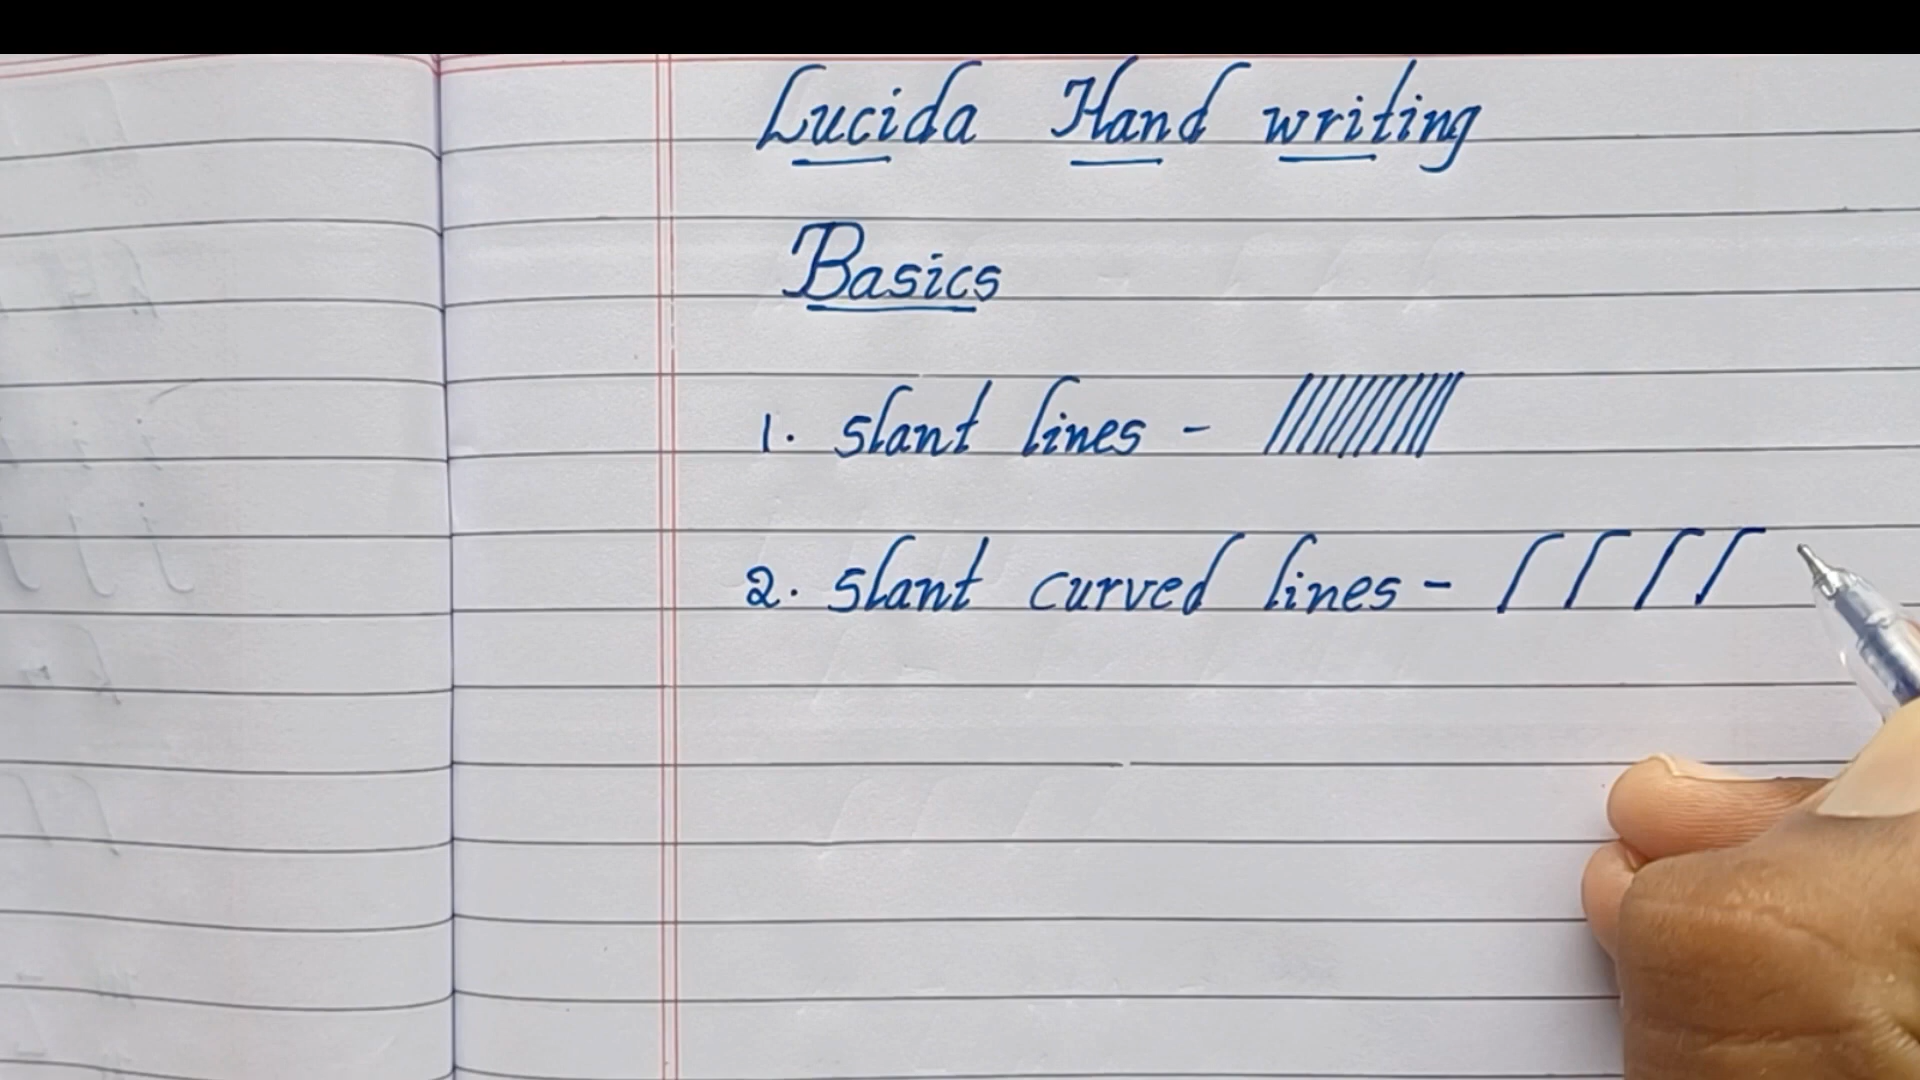 Lucida Hand writing
Basics
1. slant lines -
2. slant curved lines -